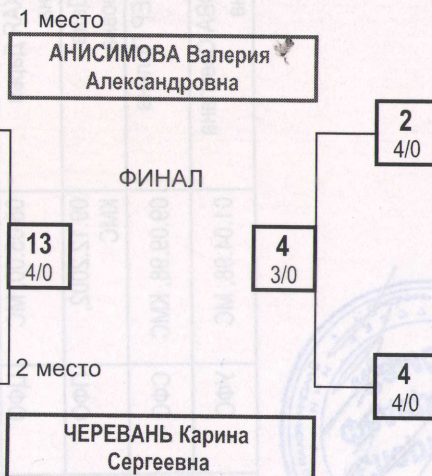 1 место
АНИСИМОВА Валерия
Александровна
2
4/0
ФИНАЛ
13
4/0
4
3/0
2 место
4
4/0
ЧЕРЕВАНЬ Карина
Сергеевна